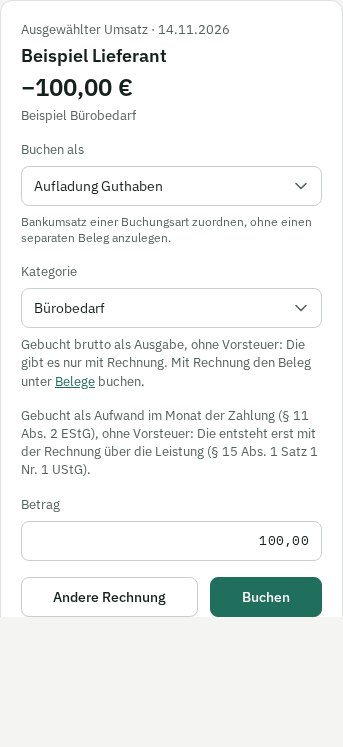 Ausgewählter Umsatz · 14.11.2026
Beispiel Lieferant
−100,00 €
Beispiel Bürobedarf
Buchen als
Aufladung Guthaben
Bankumsatz einer Buchungsart zuordnen, ohne einen
separaten Beleg anzulegen.
Kategorie
Bürobedarf
Gebucht brutto als Ausgabe, ohne Vorsteuer: Die
gibt es nur mit Rechnung. Mit Rechnung den Beleg
unter Belege buchen.
Gebucht als Aufwand im Monat der Zahlung (§ 11
Abs. 2 EStG), ohne Vorsteuer: Die entsteht erst mit
der Rechnung über die Leistung (§ 15 Abs. 1 Satz 1
Nr. 1 UStG).
Betrag
100,00
Andere Rechnung
Buchen